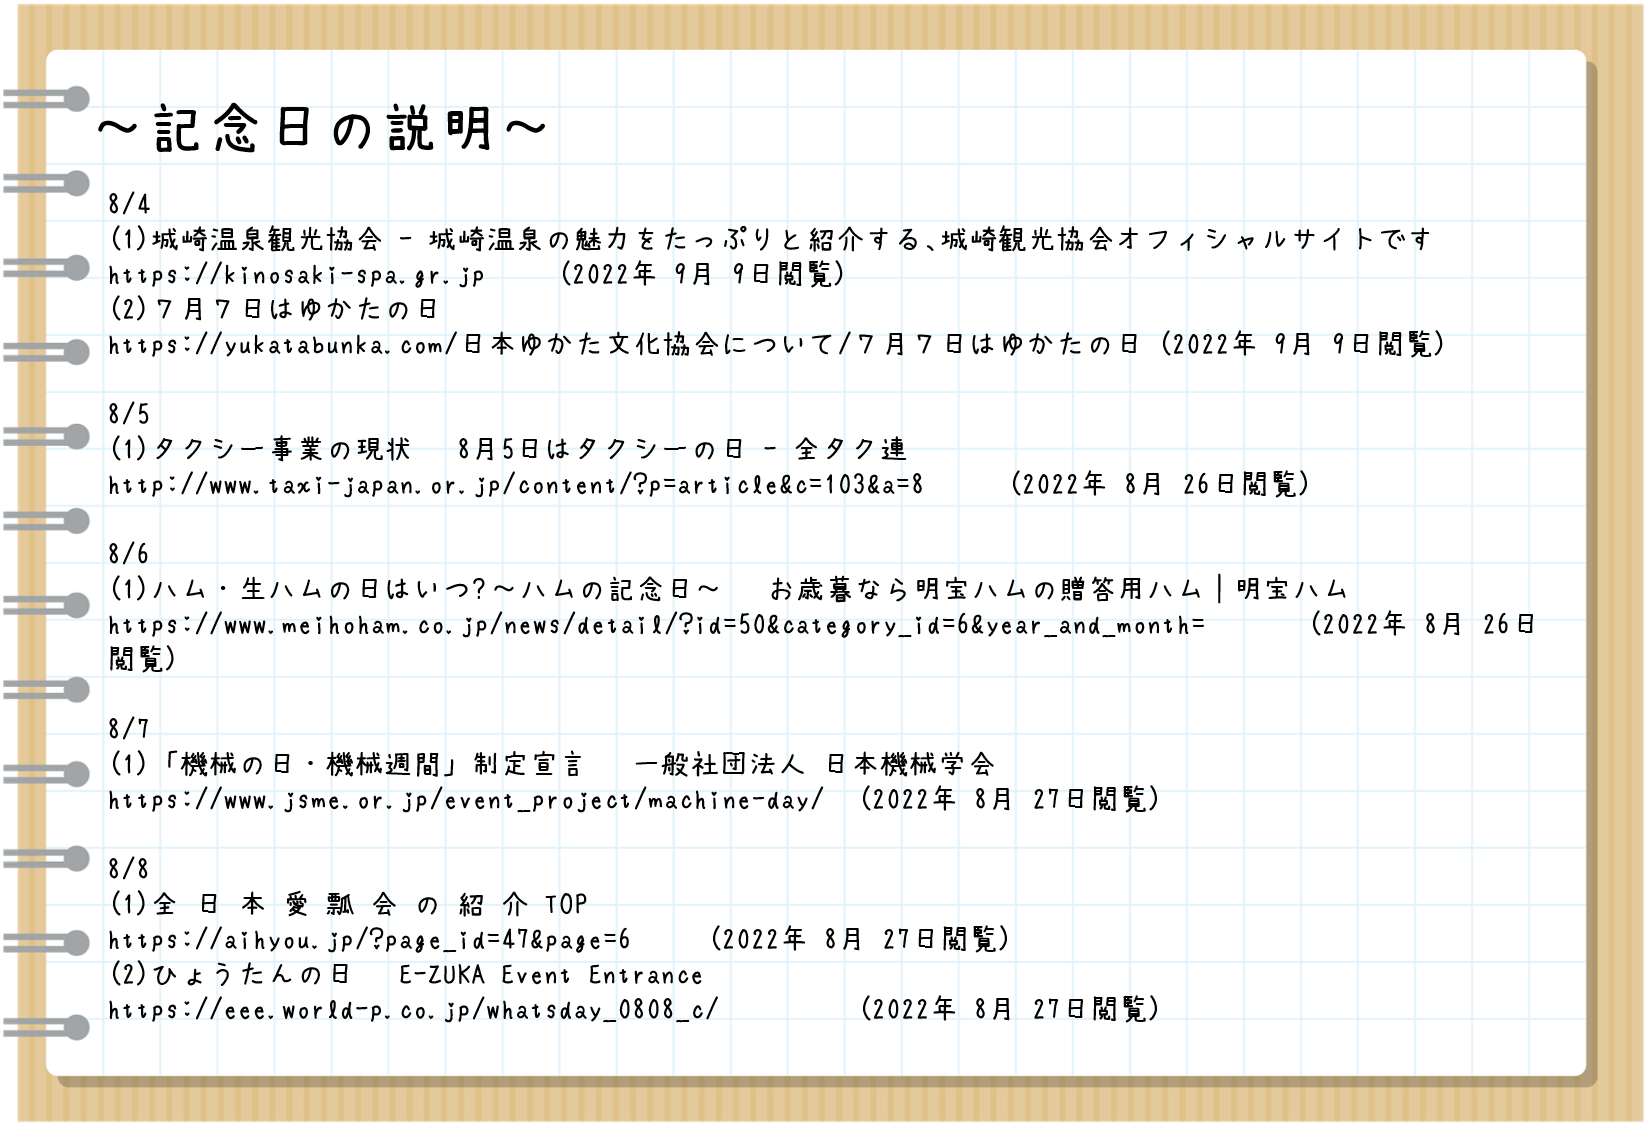 ～記念日の説明～
8/4
(1)城崎温泉観光協会 - 城崎温泉の魅力をたっぷりと紹介する、城崎観光協会オフィシャルサイトです
https://kinosaki-spa.gr.jp (2022年 9月 9日閲覧)
(2)７月７日はゆかたの日
https://yukatabunka.com/日本ゆかた文化協会について/７月７日はゆかたの日 (2022年 9月 9日閲覧)
8/5
(1)タクシー事業の現状 8月5日はタクシーの日 - 全タク連
http://www.taxi-japan.or.jp/content/?p=article&c=103&a=8 (2022年 8月 26日閲覧)
8/6
(1)ハム・生ハムの日はいつ?～ハムの記念日～ お歳暮なら明宝ハムの贈答用ハム｜明宝ハム
https://www.meihoham.co.jp/news/detail/?id=50&category_id=6&year_and_month= (2022年 8月 26日
閲覧)
8/7
(1)「機械の日・機械週間」制定宣言 一般社団法人 日本機械学会
https://www.jsme.or.jp/event_project/machine-day/ (2022年 8月 27日閲覧)
8/8
(1)全 日 本 愛 瓢 会 の 紹 介 TOP
https://aihyou.jp/?page_id=47&page=6 (2022年 8月 27日閲覧)
(2)ひょうたんの日 E-ZUKA Event Entrance
https://eee.world-p.co.jp/whatsday_0808_c/ (2022年 8月 27日閲覧)